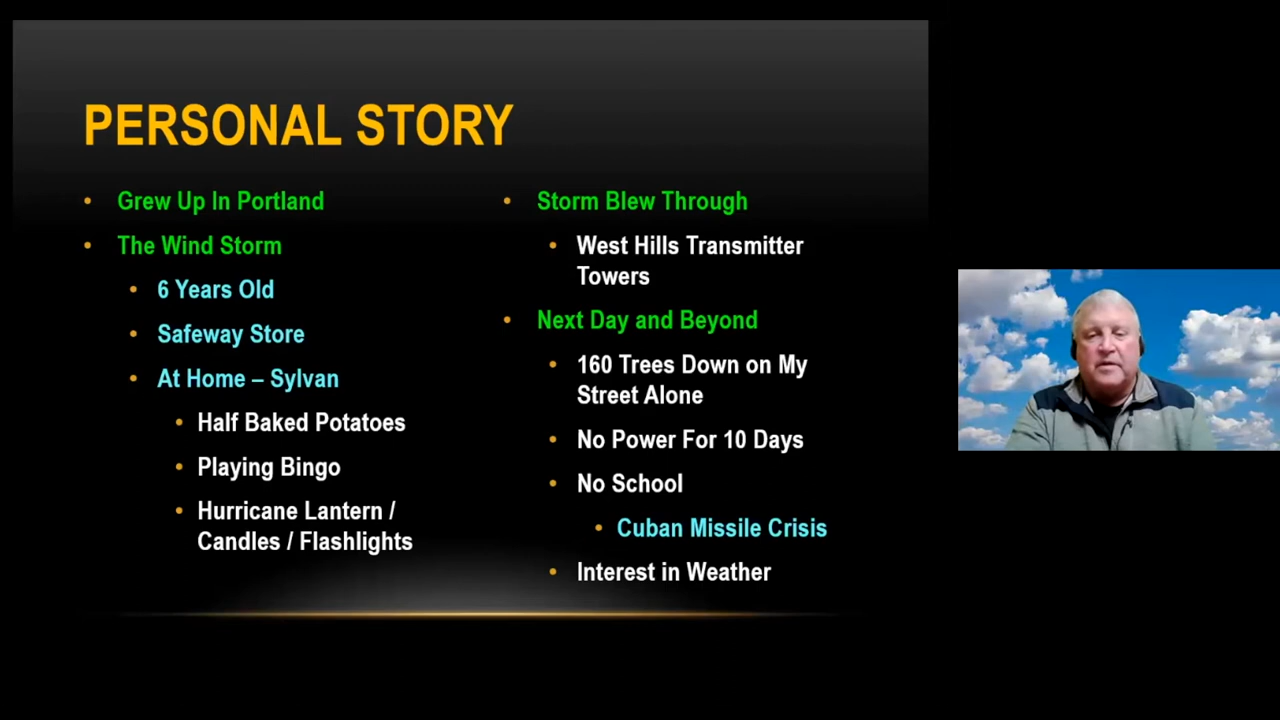 PERSONAL STORY
Grew Up In Portland
The Wind Storm
6 Years Old
Safeway Store
At Home – Sylvan
Half Baked Potatoes
Playing Bingo
Hurricane Lantern /
Candles / Flashlights
Storm Blew Through
West Hills Transmitter
Towers
Next Day and Beyond
160 Trees Down on My
Street Alone
No Power For 10 Days
No School
Cuban Missile Crisis
Interest in Weather